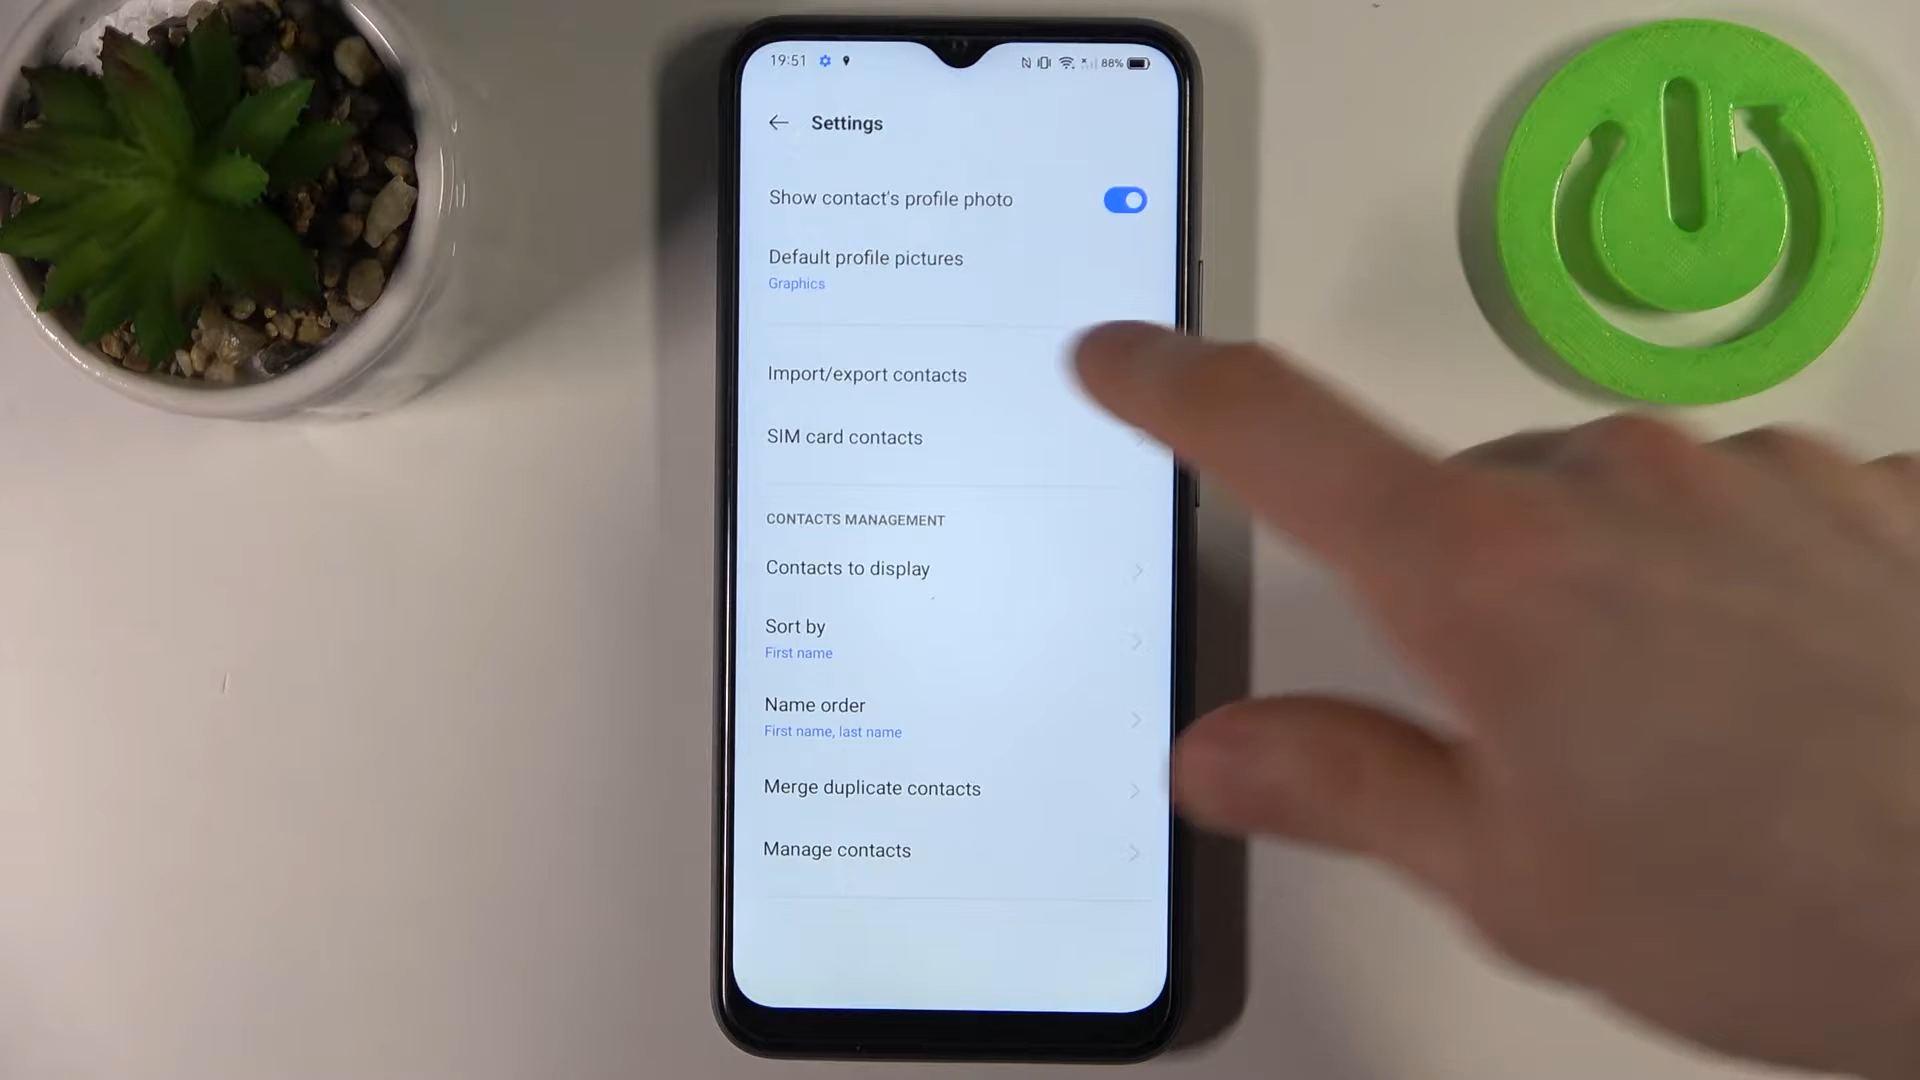 19:51
88%
Settings
Show contact's profile photo
Default profile pictures
Graphics
Import/export contacts
SIM card contacts
CONTACTS MANAGEMENT
Contacts to display
Sort by
First name
Name order
First name, last name
Merge duplicate contacts
Manage contacts